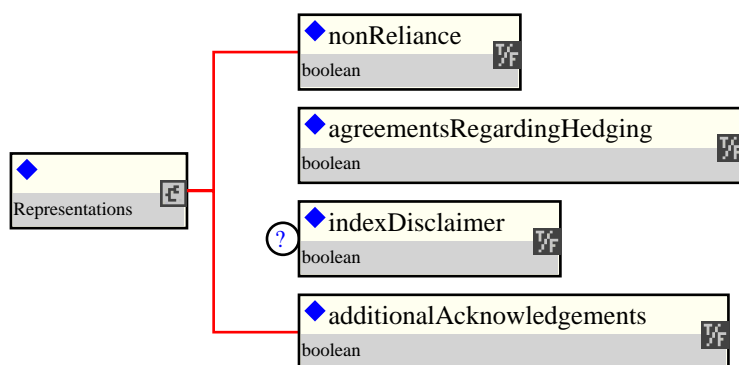 nonReliance
T/F
boolean
agreementsRegardingHedging
T/F
boolean
Representations
?
indexDisclaimer
T/F
boolean
additionalAcknowledgements
T/F
boolean